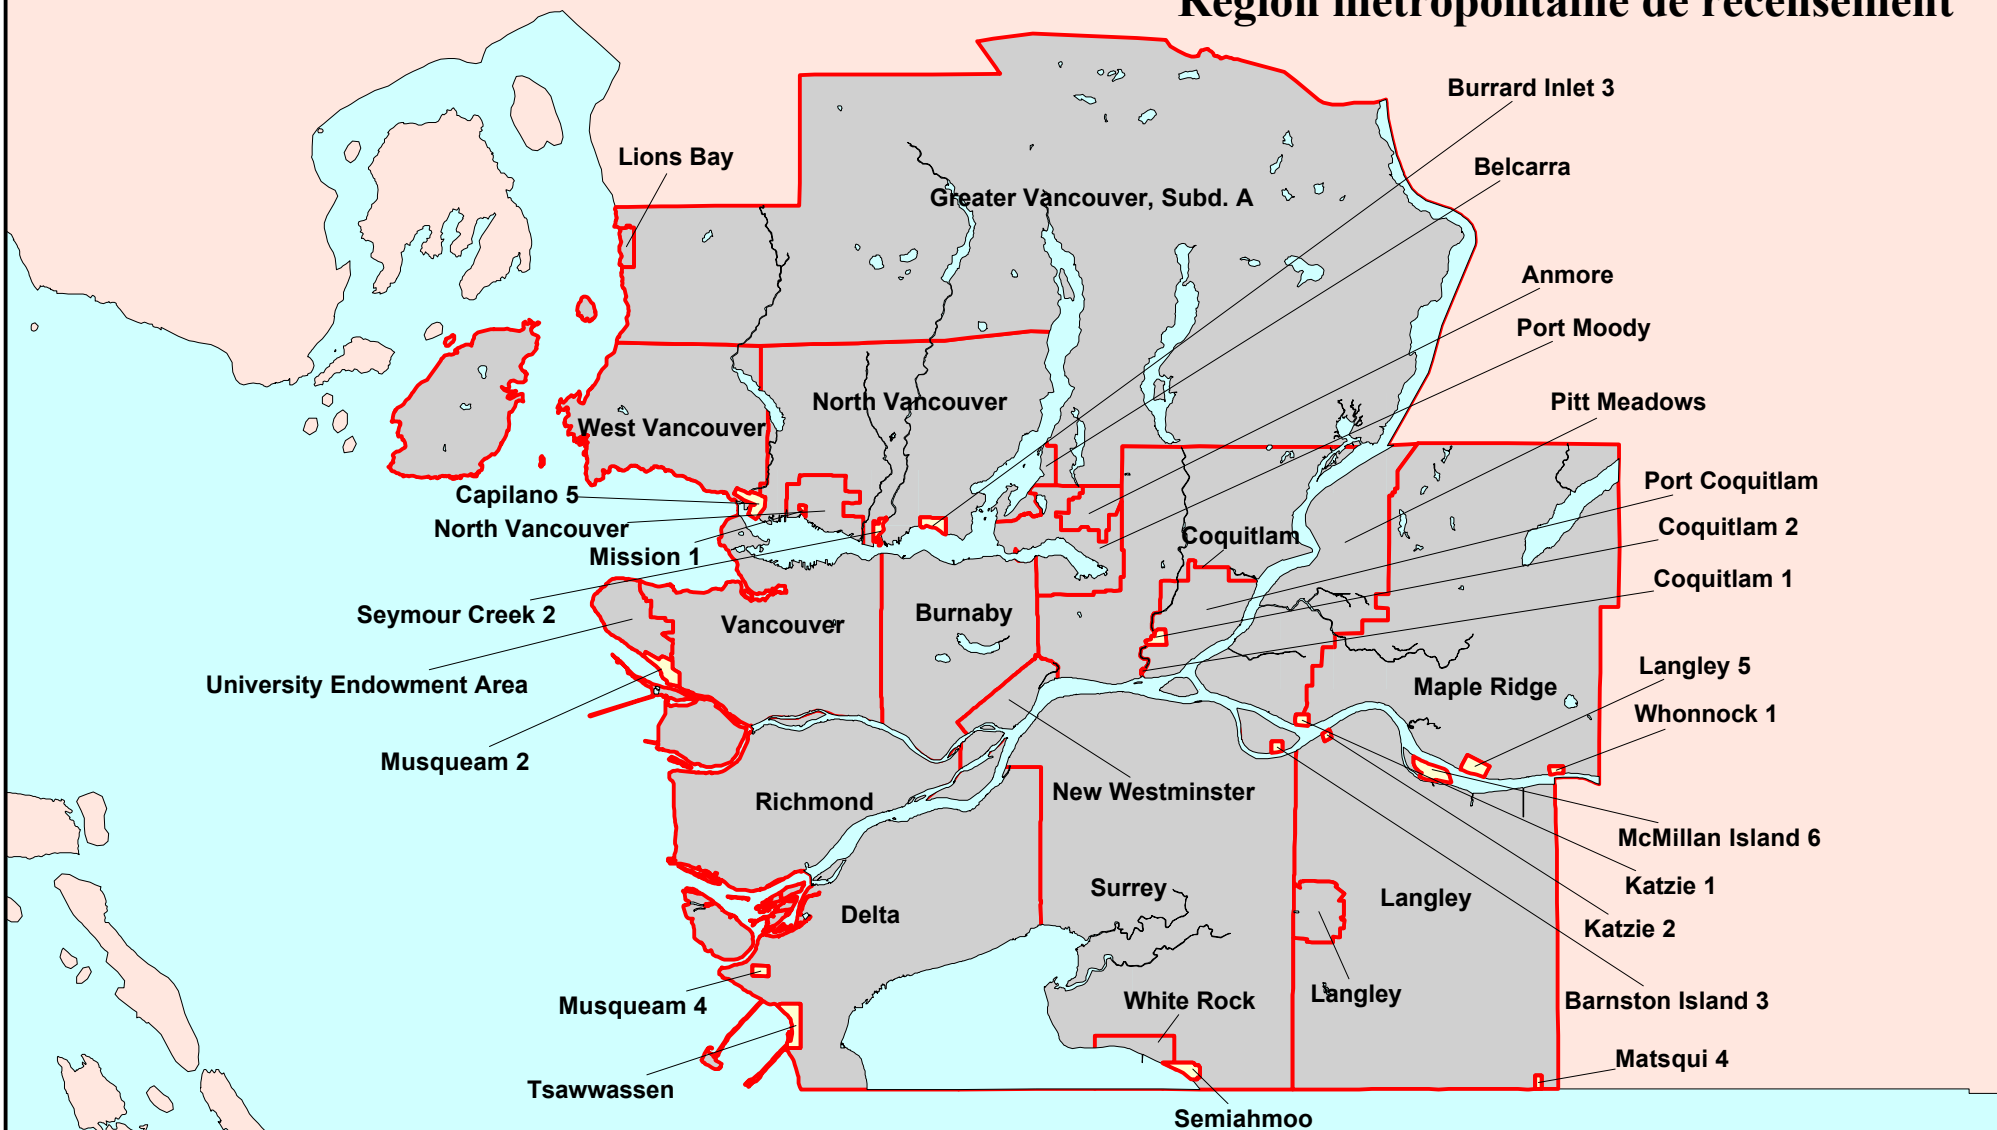 Région métropolitaine de recensement
Burrard Inlet 3
Lions Bay
Belcarra
Greater Vancouver, Subd. A
Anmore
Port Moody
North Vancouver
Pitt Meadows
West Vancouver
Port Coquitlam
Capilano 5
North Vancouver
Coquitlam
Coquitlam 2
Mission 1
Coquitlam 1
Seymour Creek 2
Vancouver
Burnaby
Langley 5
University Endowment Area
Maple Ridge
Whonnock 1
Musqueam 2
Richmond
New Westminster
McMillan Island 6
Surrey
Katzie 1
Langley
Delta
Katzie 2
Musqueam 4
White Rock
Langley
Barnston Island 3
Matsqui 4
Tsawwassen
Semiahmoo